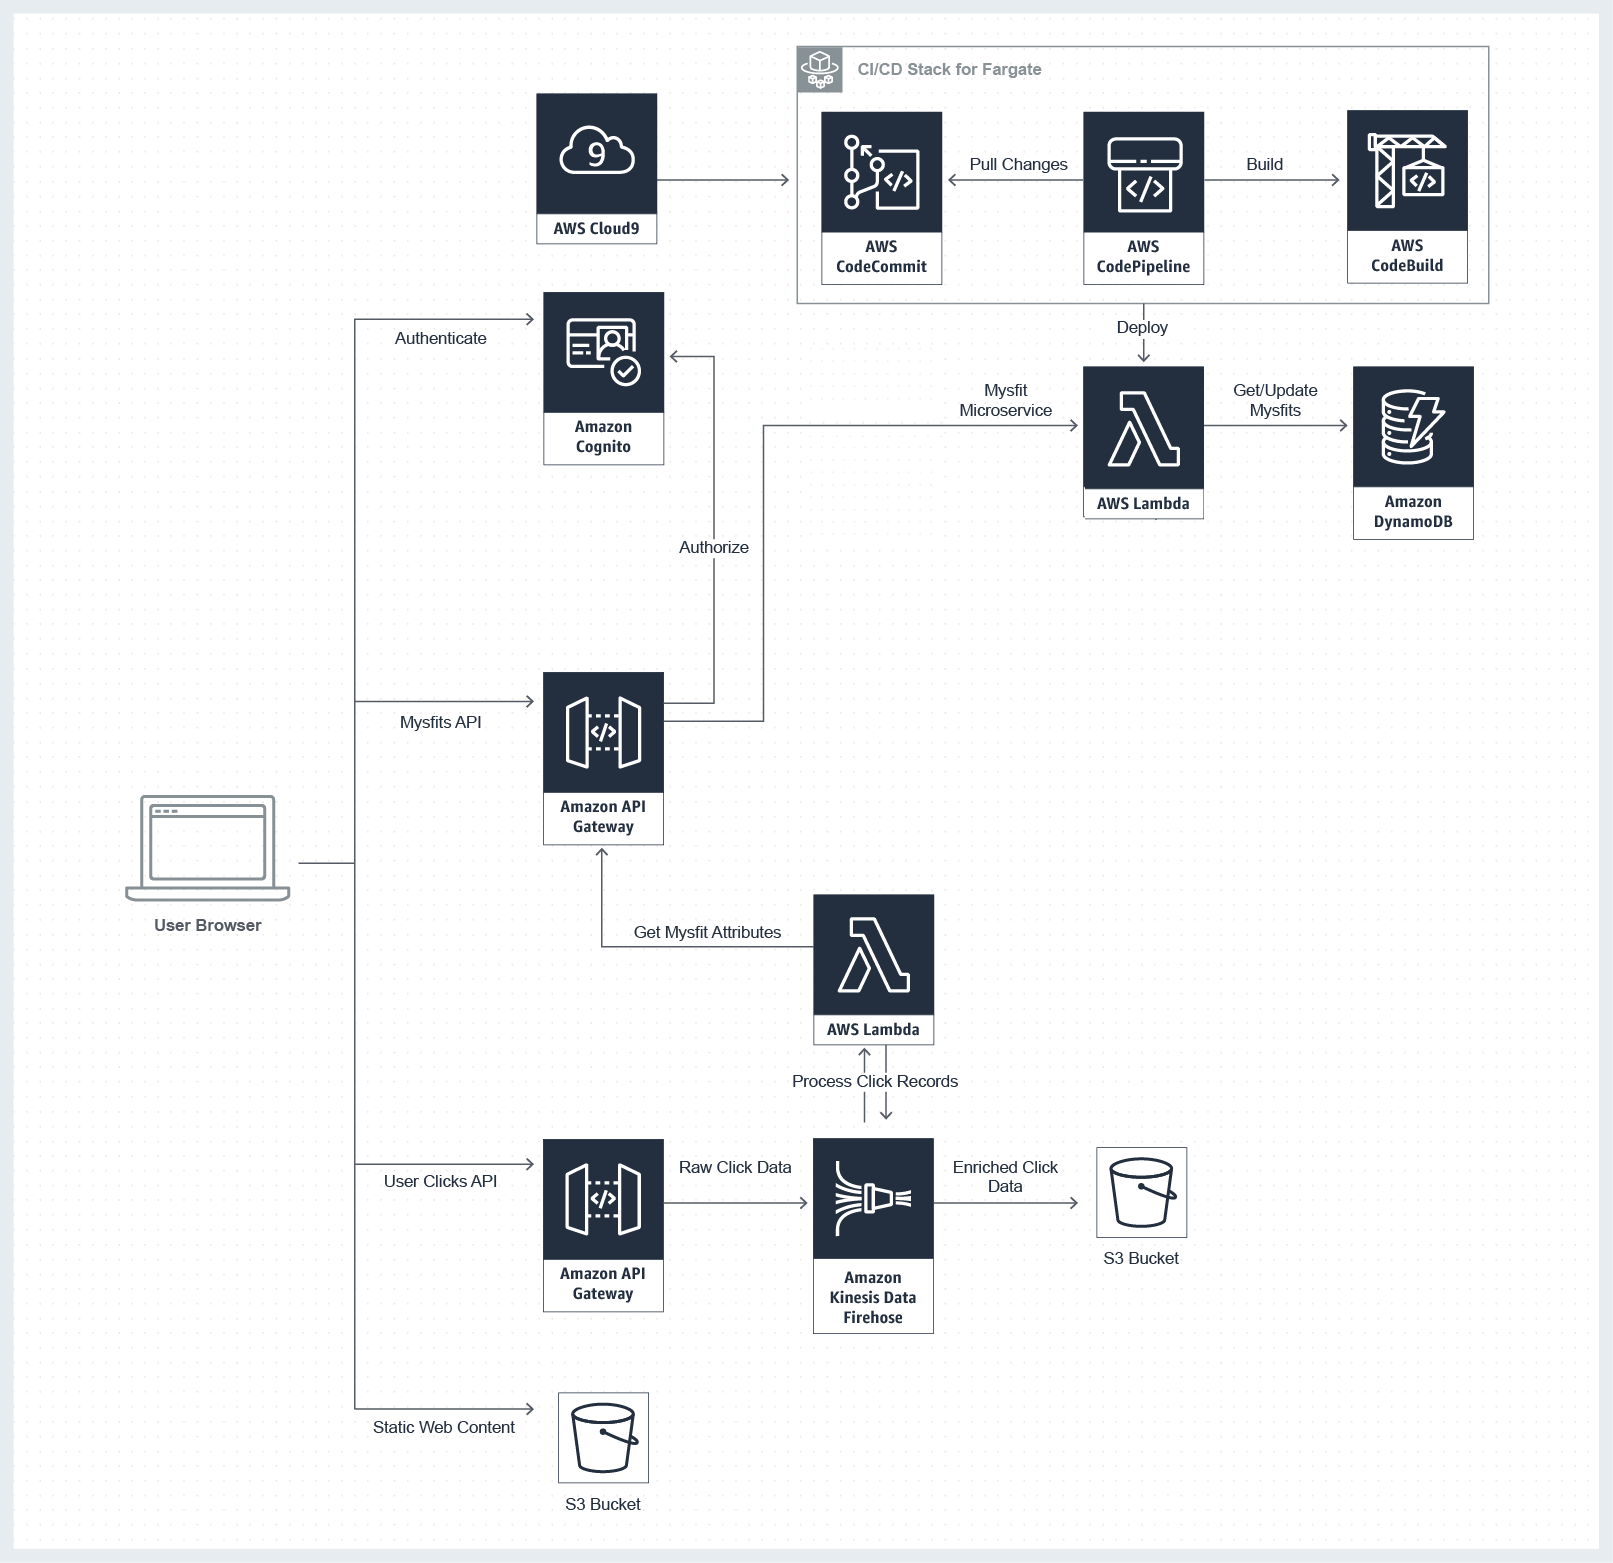 CI/CD Stack for Fargate
9
AWS Cloud9
Pull Changes
Build
AWS
CodeCommit
AWS
CodePipeline
AWS
CodeBuild
Deploy
Authenticate
Amazon
Cognito
Mysfit
Microservice
AWS Lambda
Get/Update
Mysfits
Amazon
DynamoDB
Authorize
Mysfits API
Amazon API
Gateway
User Browser
Get Mysfit Attributes
AWS Lambda
Process Click Records
User Clicks API
Amazon API
Gateway
Raw Click Data
Amazon
Kinesis Data
Firehose
Enriched Click
Data
S3 Bucket
Static Web Content
S3 Bucket